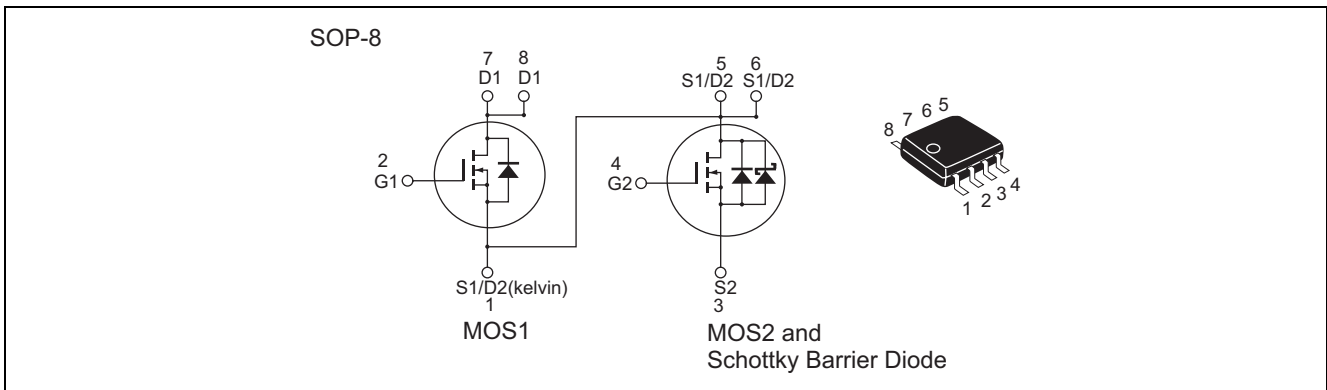 SOP-8
7 8
D1 D1
5 6
S1/D2 S1/D2
2
G1
4
G2
S1/D2(kelvin)
1
MOS1
S2
3
MOS2 and
Schottky Barrier Diode
8 7 6 5
1 2 3 4